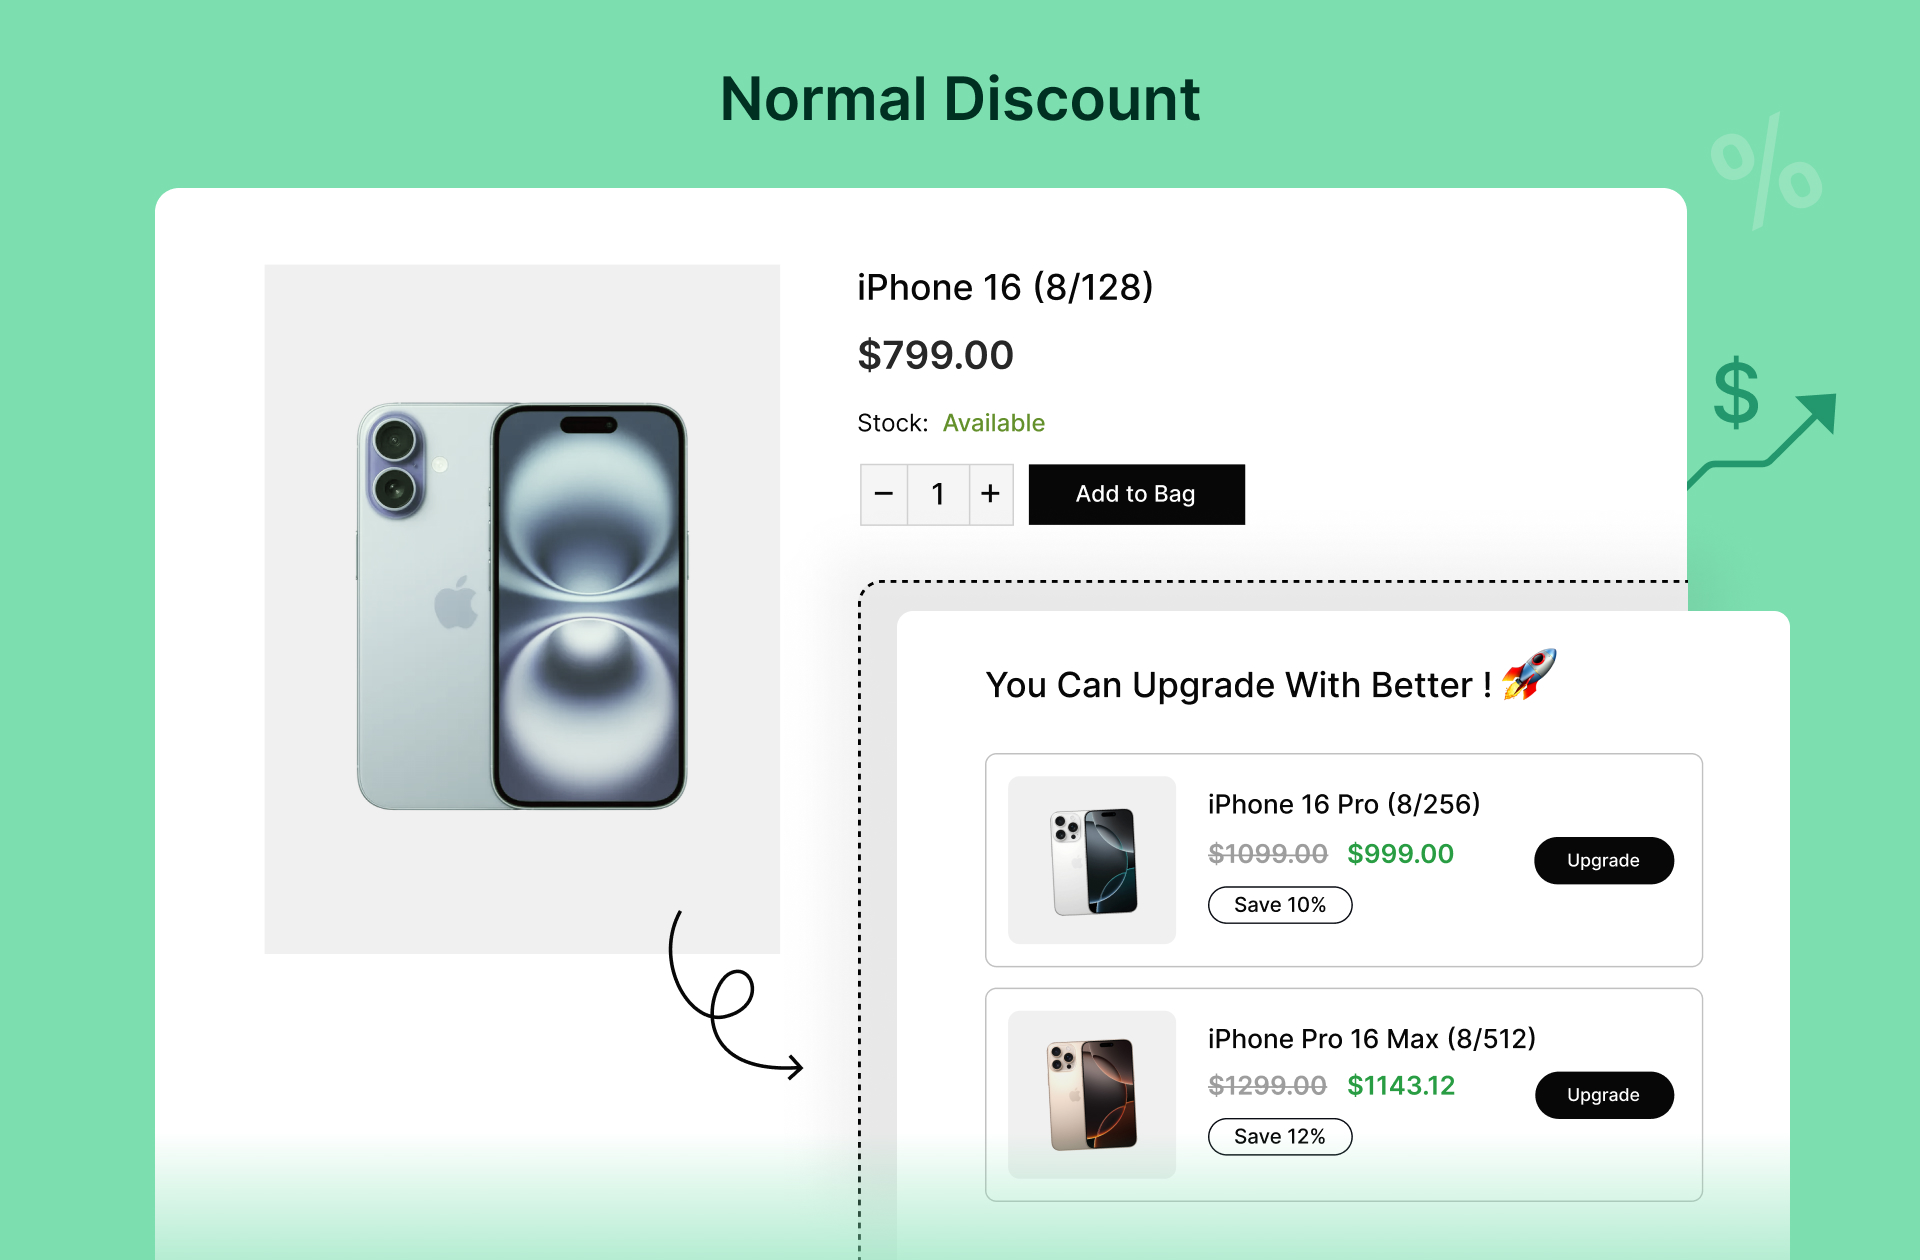 Normal Discount
%
iPhone 16 (8/128)
$799.00
$
Stock: Available
− 1 + Add to Bag
You Can Upgrade With Better ! 🚀
iPhone 16 Pro (8/256)
$1099.00 $999.00
Upgrade
Save 10%
iPhone Pro 16 Max (8/512)
$1299.00 $1143.12
Upgrade
Save 12%